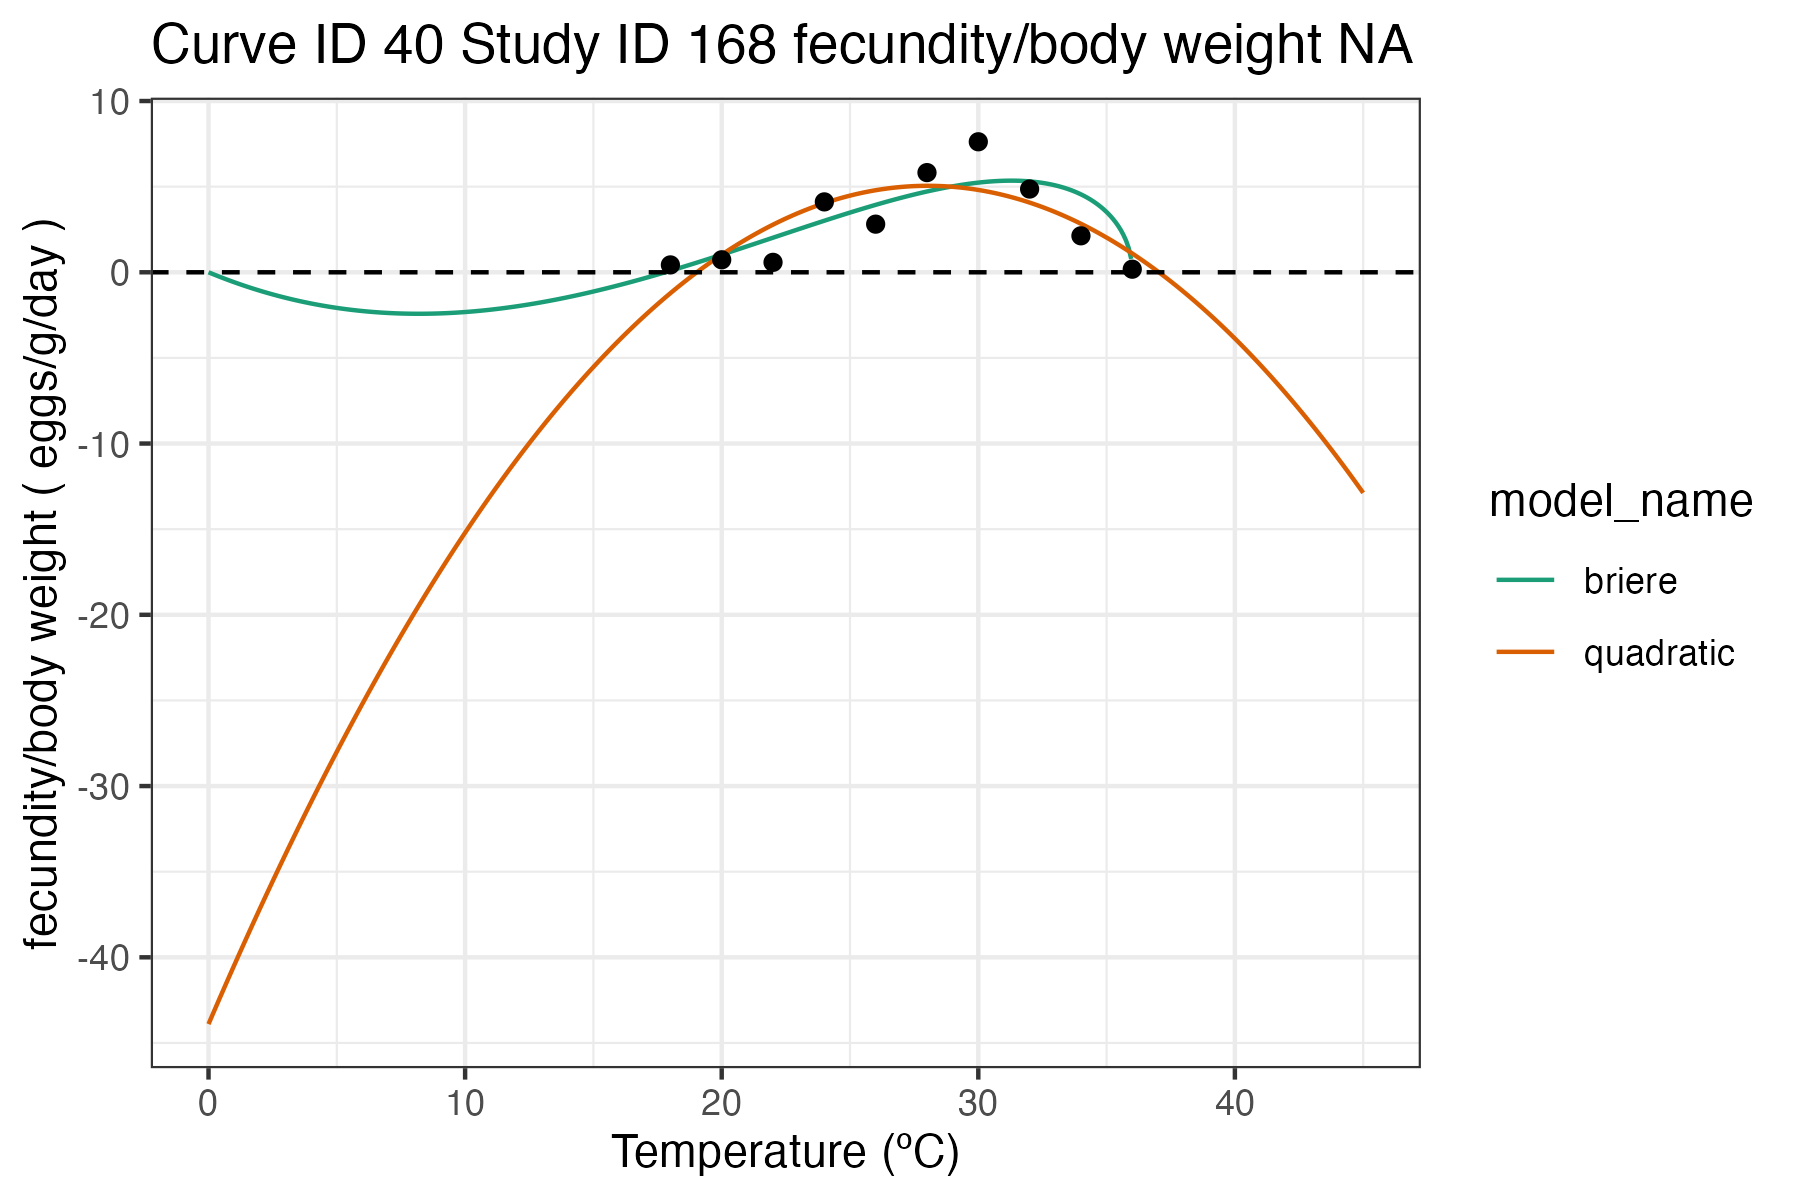 Curve ID 40 Study ID 168 fecundity/body weight NA
10
0
-10
-20
-30
-40
fecundity/body weight ( eggs/g/day )
0 10 20 30 40
Temperature (ºC)
model_name
briere
quadratic